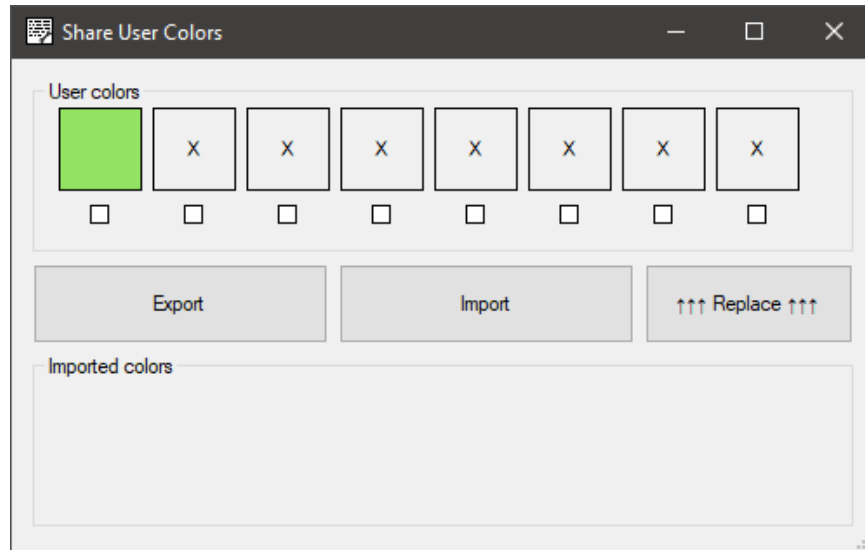 Share User Colors
User colors
X X X X X X X
Export Import ↑↑↑ Replace ↑↑↑
Imported colors